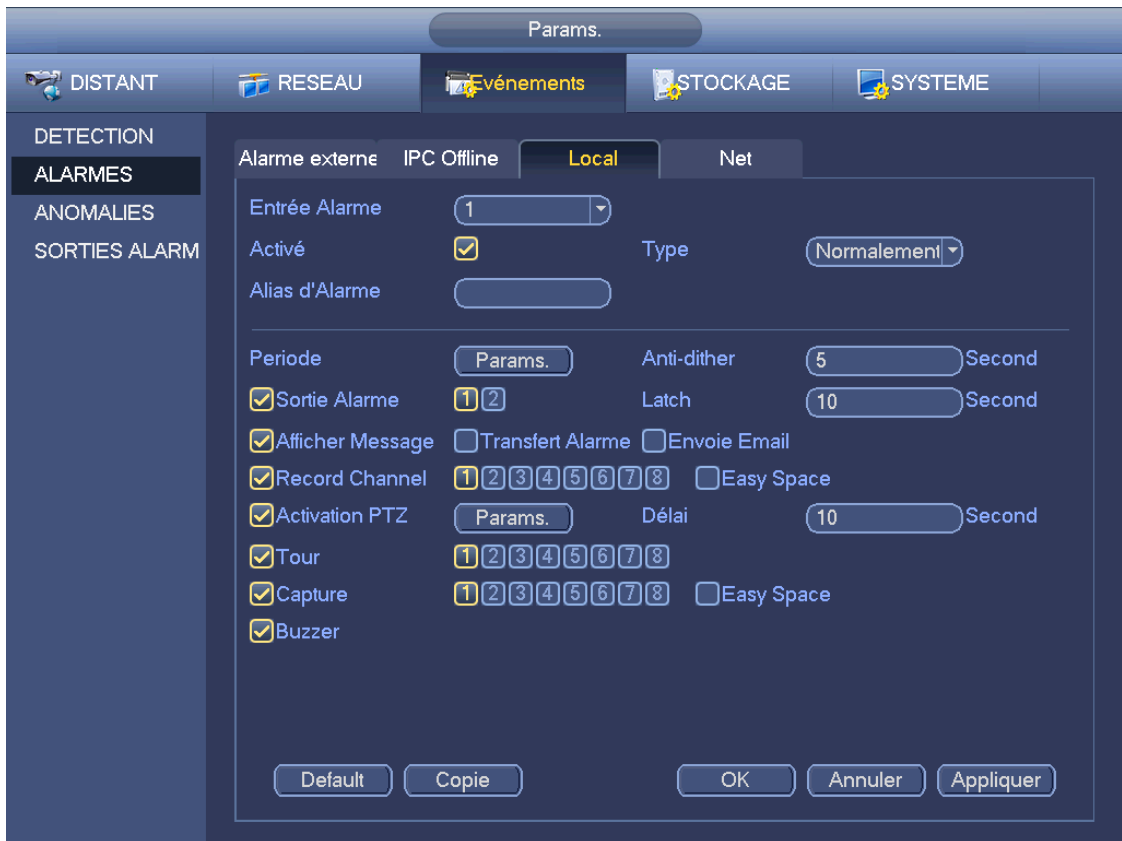 Params.
DISTANT RESEAU Evénements STOCKAGE SYSTEME
DETECTION
ALARMES
ANOMALIES
SORTIES ALARM
Alarme externe IPC Offline Local Net
Entrée Alarme 1
Activé Type Normalement
Alias d'Alarme
Periode Params. Anti-dither 5 Second
Sortie Alarme 1 2 Latch 10 Second
Afficher Message Transfert Alarme Envoie Email
Record Channel 1 2 3 4 5 6 7 8 Easy Space
Activation PTZ Params. Délai 10 Second
Tour 1 2 3 4 5 6 7 8
Capture 1 2 3 4 5 6 7 8 Easy Space
Buzzer
Default Copie OK Annuler Appliquer